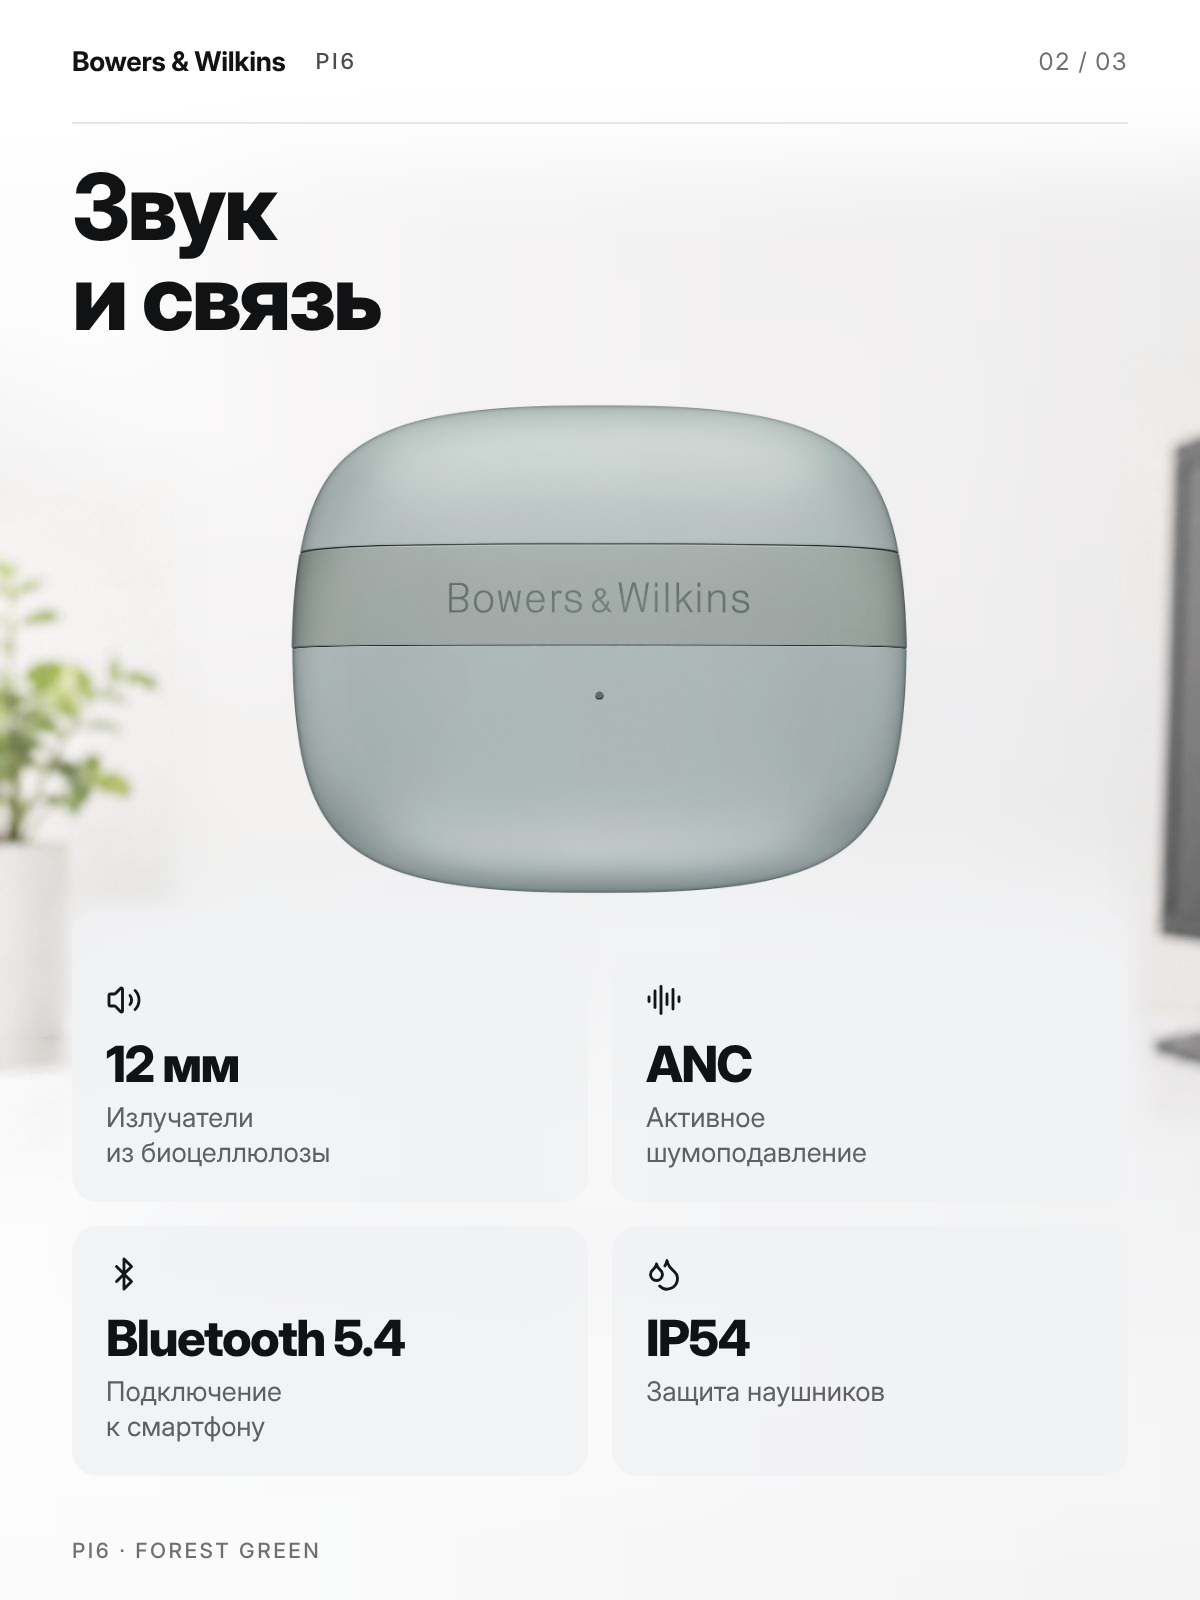 Bowers & Wilkins PI6 02 / 03
Звук
и связь
Bowers & Wilkins
12 мм
Излучатели
из биоцеллюлозы
ANC
Активное
шумоподавление
Bluetooth 5.4
Подключение
к смартфону
IP54
Защита наушников
PI6 · FOREST GREEN